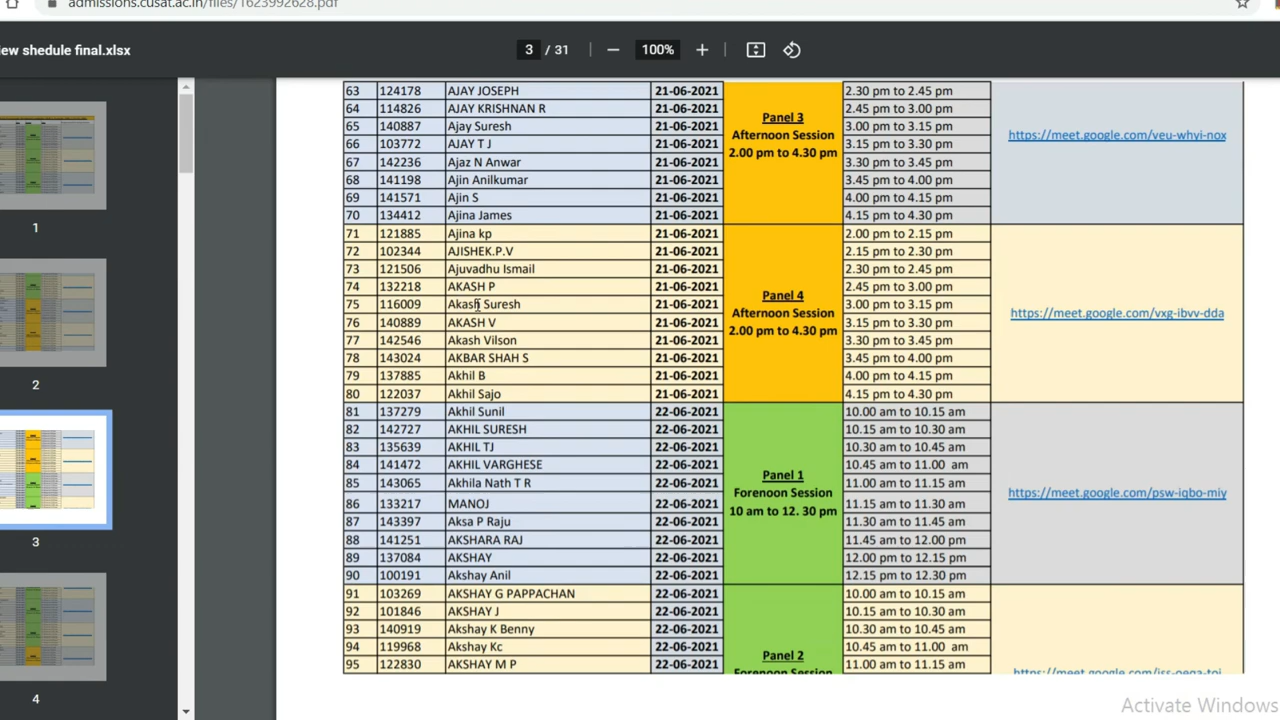 admissions.cusat.ac.in/files/1623992628.pdf
ew shedule final.xlsx
3 / 31
100%
63 124178 AJAY JOSEPH 21-06-2021 2.30 pm to 2.45 pm
64 114826 AJAY KRISHNAN R 21-06-2021 Panel 3 2.45 pm to 3.00 pm
65 140887 Ajay Suresh 21-06-2021 Afternoon Session 3.00 pm to 3.15 pm https://meet.google.com/veu-whyi-nox
66 103772 AJAY T J 21-06-2021 2.00 pm to 4.30 pm 3.15 pm to 3.30 pm
67 142236 Ajaz N Anwar 21-06-2021 3.30 pm to 3.45 pm
68 141198 Ajin Anilkumar 21-06-2021 3.45 pm to 4.00 pm
69 141571 Ajin S 21-06-2021 4.00 pm to 4.15 pm
70 134412 Ajina James 21-06-2021 4.15 pm to 4.30 pm
71 121885 Ajina kp 21-06-2021 2.00 pm to 2.15 pm
72 102344 AJISHEK.P.V 21-06-2021 2.15 pm to 2.30 pm
73 121506 Ajuvadhu Ismail 21-06-2021 2.30 pm to 2.45 pm
74 132218 AKASH P 21-06-2021 Panel 4 2.45 pm to 3.00 pm
75 116009 Akash Suresh 21-06-2021 Afternoon Session 3.00 pm to 3.15 pm https://meet.google.com/vxg-ibvv-dda
76 140889 AKASH V 21-06-2021 2.00 pm to 4.30 pm 3.15 pm to 3.30 pm
77 142546 Akash Vilson 21-06-2021 3.30 pm to 3.45 pm
78 143024 AKBAR SHAH S 21-06-2021 3.45 pm to 4.00 pm
79 137885 Akhil B 21-06-2021 4.00 pm to 4.15 pm
80 122037 Akhil Sajo 21-06-2021 4.15 pm to 4.30 pm
81 137279 Akhil Sunil 22-06-2021 10.00 am to 10.15 am
82 142727 AKHIL SURESH 22-06-2021 10.15 am to 10.30 am
83 135639 AKHIL TJ 22-06-2021 10.30 am to 10.45 am
84 141472 AKHIL VARGHESE 22-06-2021 Panel 1 10.45 am to 11.00 am
85 143065 Akhila Nath T R 22-06-2021 Forenoon Session 11.00 am to 11.15 am https://meet.google.com/psw-iqbo-miy
86 133217 MANOJ 22-06-2021 10 am to 12. 30 pm 11.15 am to 11.30 am
87 143397 Aksa P Raju 22-06-2021 11.30 am to 11.45 am
88 141251 AKSHARA RAJ 22-06-2021 11.45 am to 12.00 pm
89 137084 AKSHAY 22-06-2021 12.00 pm to 12.15 pm
90 100191 Akshay Anil 22-06-2021 12.15 pm to 12.30 pm
91 103269 AKSHAY G PAPPACHAN 22-06-2021 10.00 am to 10.15 am
92 101846 AKSHAY J 22-06-2021 10.15 am to 10.30 am
93 140919 Akshay K Benny 22-06-2021 10.30 am to 10.45 am
94 119968 Akshay Kc 22-06-2021 Panel 2 10.45 am to 11.00 am
95 122830 AKSHAY M P 22-06-2021 Forenoon Session 11.00 am to 11.15 am
1
2
3
4
Activate Windows